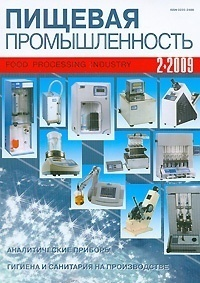 ПИЩЕВАЯ
ПРОМЫШЛЕННОСТЬ
FOOD PROCESSING INDUSTRY
2·2009
АНАЛИТИЧЕСКИЕ ПРИБОРЫ
ГИГИЕНА И САНИТАРИЯ НА ПРОИЗВОДСТВЕ